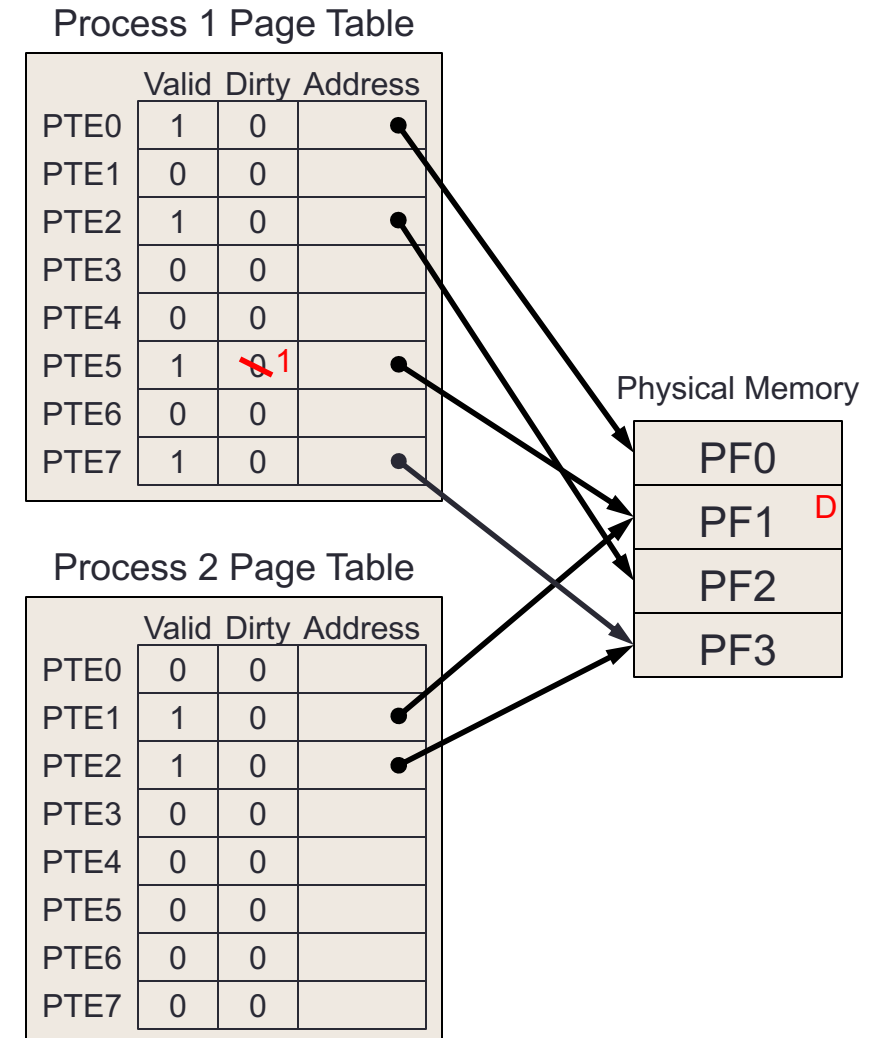 Process 1 Page Table
Valid Dirty Address
PTE0 1 0
PTE1 0 0
PTE2 1 0
PTE3 0 0
PTE4 0 0
PTE5 1 0 1
PTE6 0 0
PTE7 1 0
Physical Memory
PF0
PF1 D
PF2
PF3
Process 2 Page Table
Valid Dirty Address
PTE0 0 0
PTE1 1 0
PTE2 1 0
PTE3 0 0
PTE4 0 0
PTE5 0 0
PTE6 0 0
PTE7 0 0